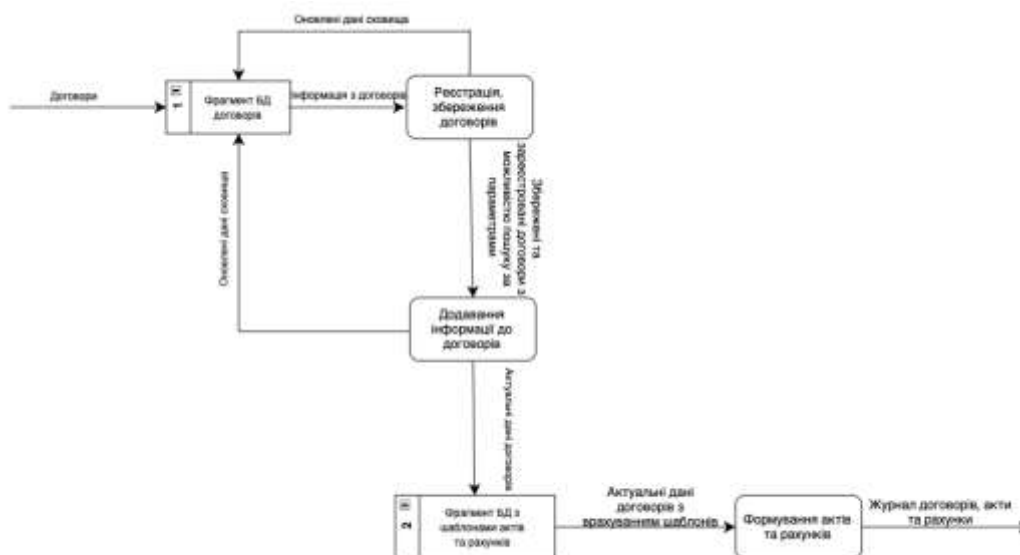 Оновлені дані сховища
Договори
1
Фрагмент БД
договорів
Інформація з договорів
Реєстрація,
збереження
договорів
Оновлені дані сховища
Збережені та
зареєстровані договори з
можливістю пошуку за
параметрами
Додавання
інформації до
договорів
Актуальні дані договорів
2
Фрагмент БД з
шаблонами актів
та рахунків
Актуальні дані
договорів з
врахуванням шаблонів
Формування актів
та рахунків
Журнал договорів, акти
та рахунки